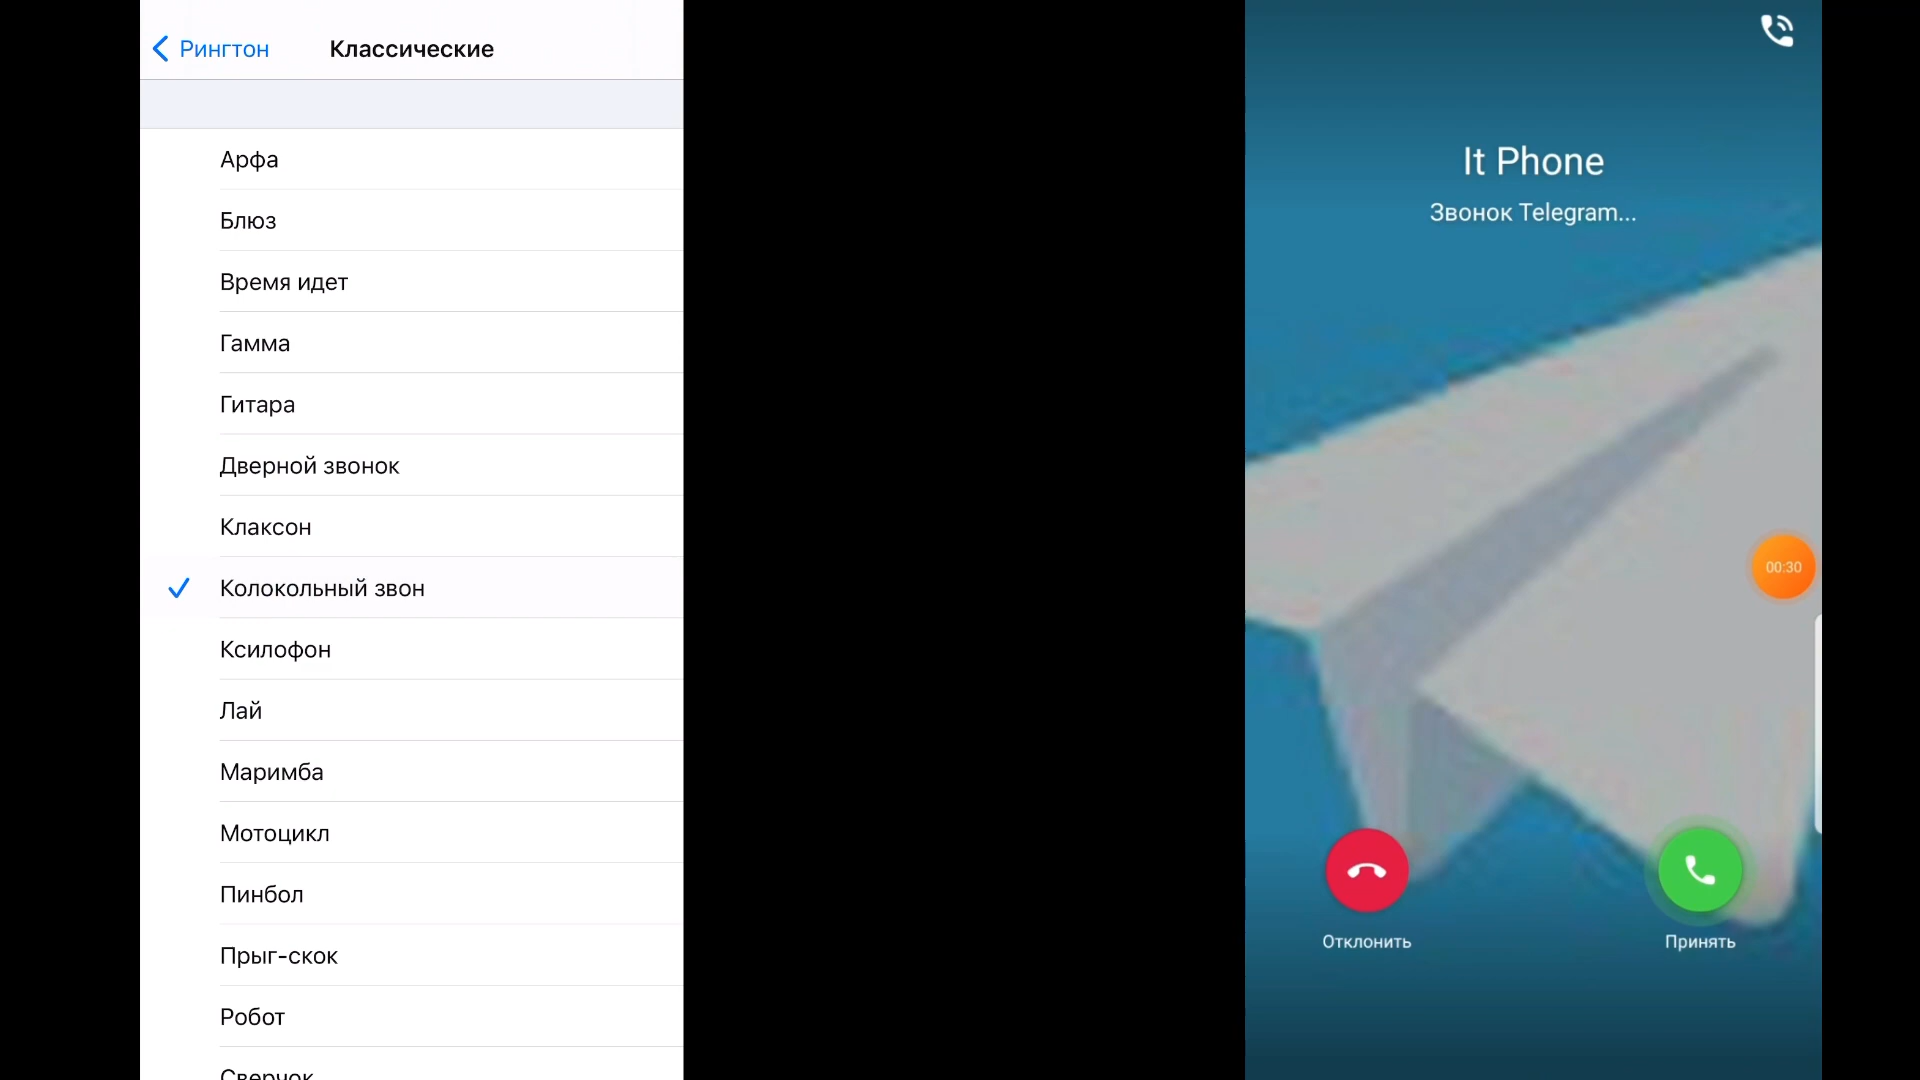 Рингтон
Классические
Арфа
Блюз
Время идет
Гамма
Гитара
Дверной звонок
Клаксон
Колокольный звон
Ксилофон
Лай
Маримба
Мотоцикл
Пинбол
Прыг-скок
Робот
Сверчок
It Phone
Звонок Telegram...
00:30
Отклонить
Принять